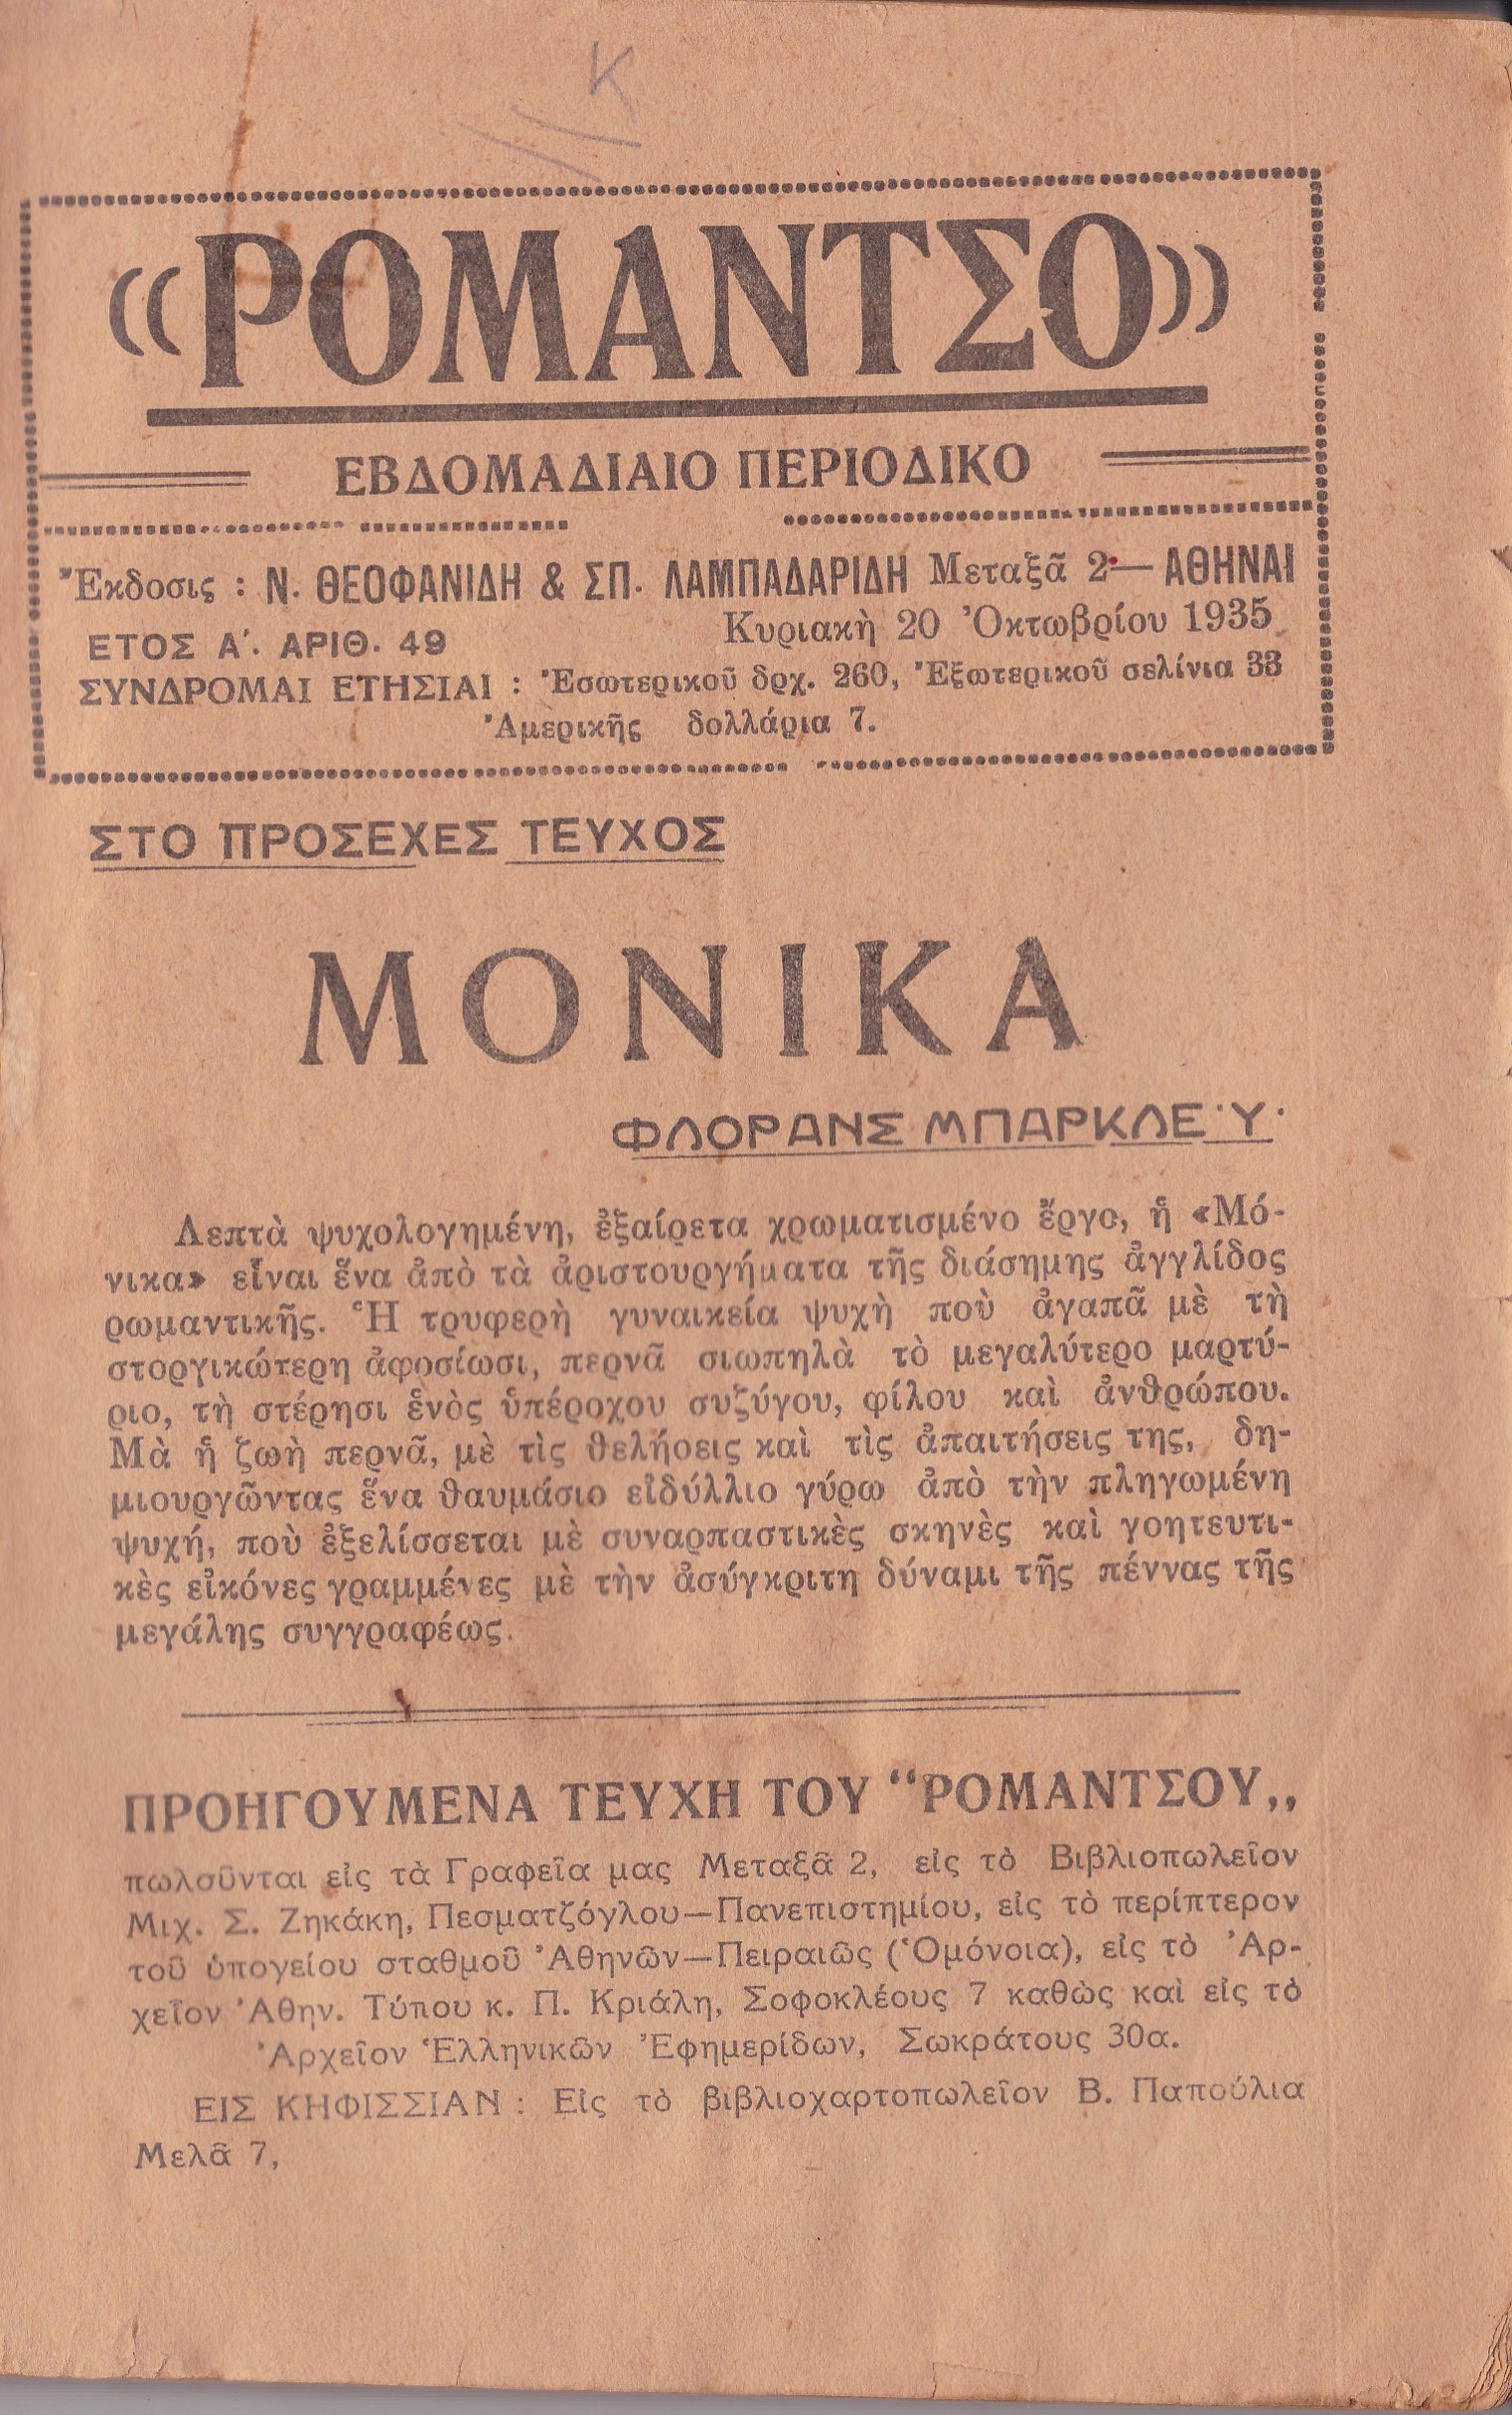 Κ
«ΡΟΜΑΝΤΣΟ»
ΕΒΔΟΜΑΔΙΑΙΟ ΠΕΡΙΟΔΙΚΟ
Ἔκδοσις : Ν. ΘΕΟΦΑΝΙΔΗ & ΣΠ. ΛΑΜΠΑΔΑΡΙΔΗ Μεταξᾶ 2 — ΑΘΗΝΑΙ
ΕΤΟΣ Α΄. ΑΡΙΘ. 49 Κυριακὴ 20 Ὀκτωβρίου 1935
ΣΥΝΔΡΟΜΑΙ ΕΤΗΣΙΑΙ : Ἐσωτερικοῦ δρχ. 260, Ἐξωτερικοῦ σελίνια 33
Ἀμερικῆς δολλάρια 7.
ΣΤΟ ΠΡΟΣΕΧΕΣ ΤΕΥΧΟΣ
ΜΟΝΙΚΑ
ΦΛΟΡΑΝΣ ΜΠΑΡΚΛΕ·Υ·
Λεπτὰ ψυχολογημένη, ἐξαίρετα χρωματισμένο ἔργο, ἡ «Μό-
νικα» εἶναι ἕνα ἀπὸ τὰ ἀριστουργήματα τῆς διάσημης ἀγγλίδος
ρωμαντικῆς. Ἡ τρυφερὴ γυναικεία ψυχὴ ποὺ ἀγαπᾶ μὲ τὴ
στοργικώτερη ἀφοσίωσι, περνᾶ σιωπηλὰ τὸ μεγαλύτερο μαρτύ-
ριο, τὴ στέρησι ἑνὸς ὑπέροχου συζύγου, φίλου καὶ ἀνθρώπου.
Μὰ ἡ ζωὴ περνᾶ, μὲ τὶς θελήσεις καὶ τὶς ἀπαιτήσεις της, δη-
μιουργῶντας ἕνα θαυμάσιο εἰδύλλιο γύρω ἀπὸ τὴν πληγωμένη
ψυχή, ποὺ ἐξελίσσεται μὲ συναρπαστικὲς σκηνὲς καὶ γοητευτι-
κὲς εἰκόνες γραμμένες μὲ τὴν ἀσύγκριτη δύναμι τῆς πέννας τῆς
μεγάλης συγγραφέως.
ΠΡΟΗΓΟΥΜΕΝΑ ΤΕΥΧΗ ΤΟΥ “ΡΟΜΑΝΤΣΟΥ,,
πωλοῦνται εἰς τὰ Γραφεῖα μας Μεταξᾶ 2, εἰς τὸ Βιβλιοπωλεῖον
Μιχ. Σ. Ζηκάκη, Πεσματζόγλου—Πανεπιστημίου, εἰς τὸ περίπτερον
τοῦ ὑπογείου σταθμοῦ Ἀθηνῶν—Πειραιῶς (Ὁμόνοια), εἰς τὸ Ἀρ-
χεῖον Ἀθην. Τύπου κ. Π. Κριάλη, Σοφοκλέους 7 καθὼς καὶ εἰς τὸ
Ἀρχεῖον Ἑλληνικῶν Ἐφημερίδων, Σωκράτους 30α.
ΕΙΣ ΚΗΦΙΣΣΙΑΝ : Εἰς τὸ βιβλιοχαρτοπωλεῖον Β. Παπούλια
Μελᾶ 7,